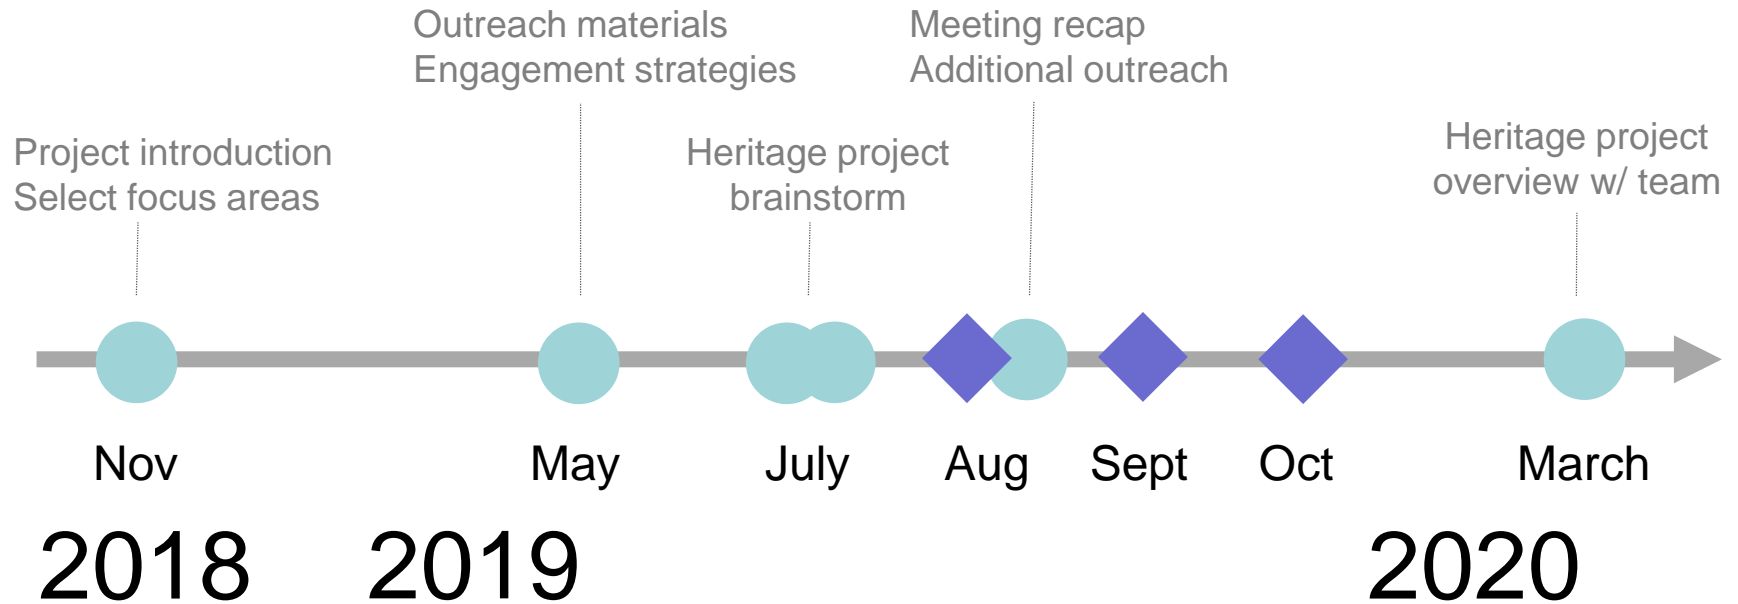 Outreach materials
Engagement strategies
Meeting recap
Additional outreach
Project introduction
Select focus areas
Heritage project
brainstorm
Heritage project
overview w/ team
Nov
May
July
Aug
Sept
Oct
March
2018
2019
2020